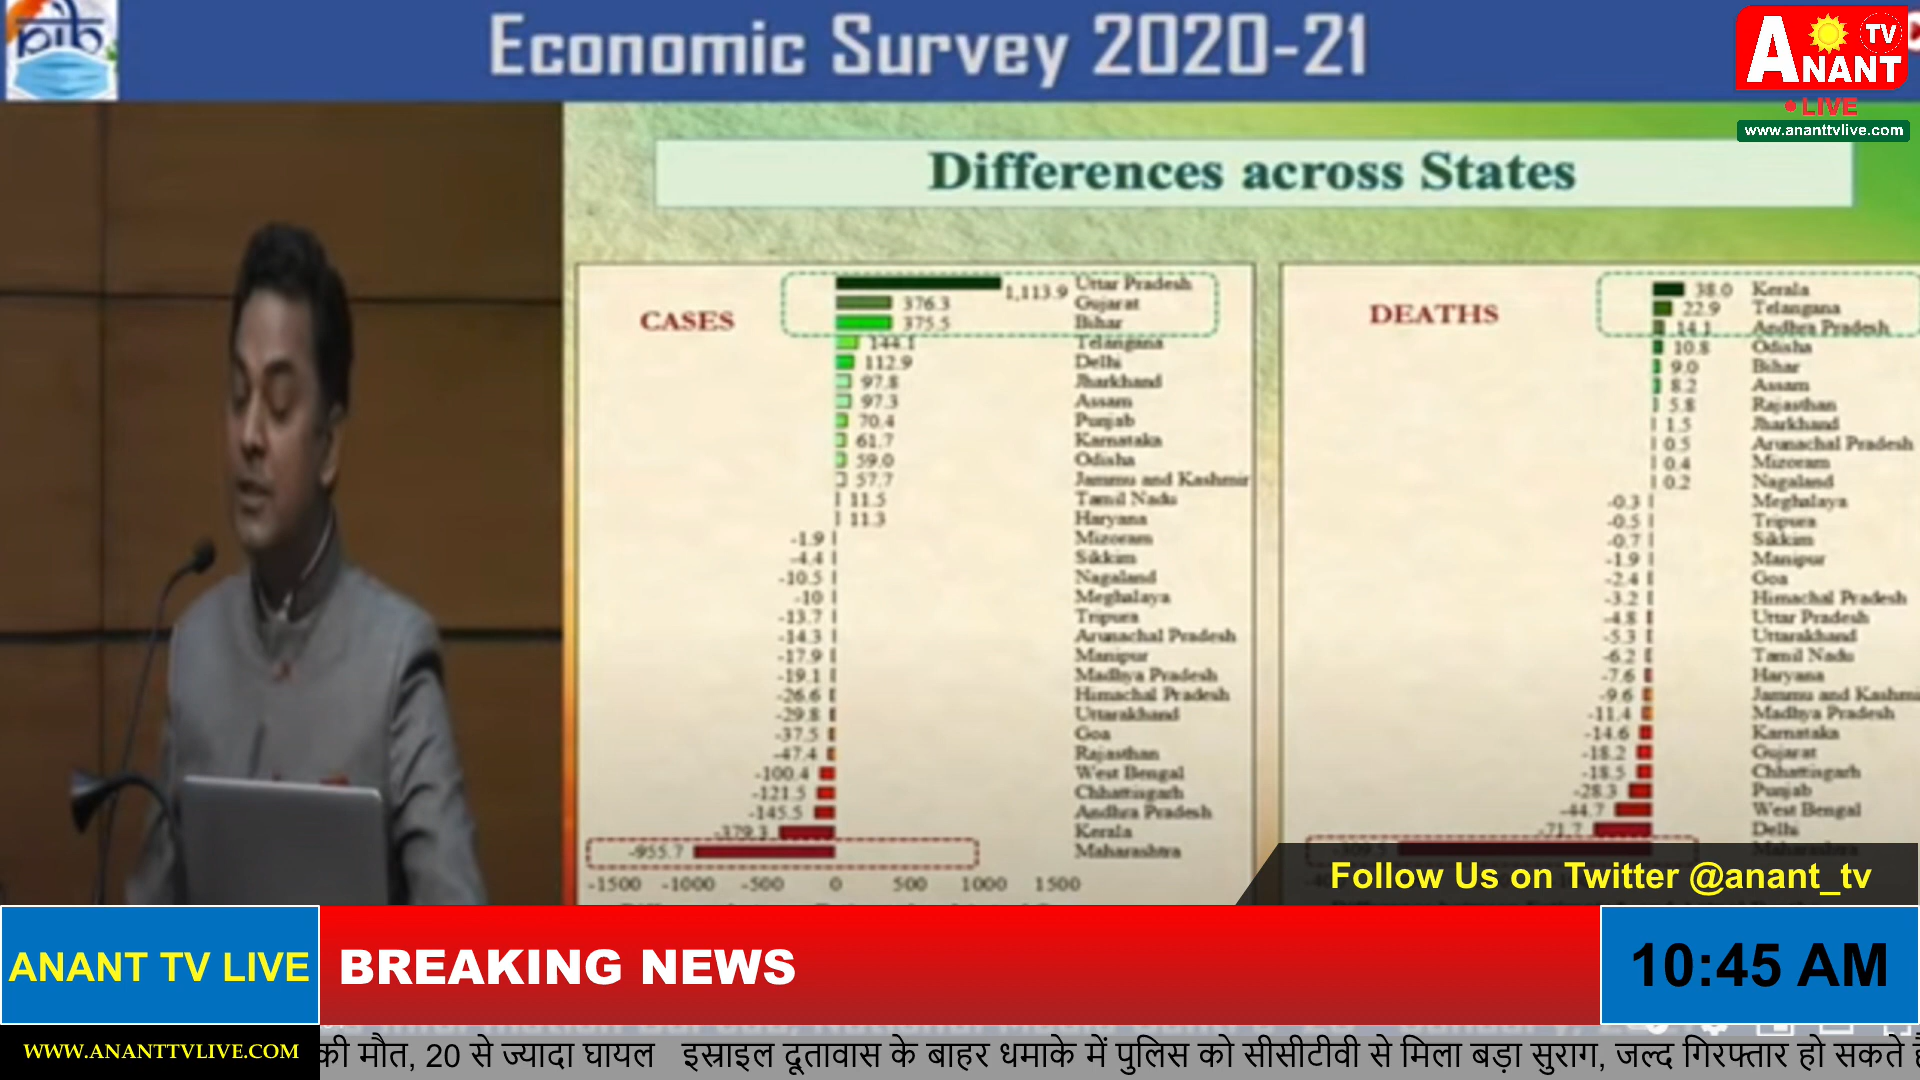 pib
Economic Survey 2020-21
ANANT TV
LIVE
www.ananttvlive.com
Differences across States
CASES
1,113.9 Uttar Pradesh
376.3 Gujarat
375.5 Bihar
144.1 Telangana
112.9 Delhi
97.8 Jharkhand
97.3 Assam
70.4 Punjab
61.7 Karnataka
59.0 Odisha
57.7 Jammu and Kashmir
11.5 Tamil Nadu
11.3 Haryana
-1.9 Mizoram
-4.4 Sikkim
-10.5 Nagaland
-10 Meghalaya
-13.7 Tripura
-14.3 Arunachal Pradesh
-17.9 Manipur
-19.1 Madhya Pradesh
-26.6 Himachal Pradesh
-29.8 Uttarakhand
-37.5 Goa
-47.4 Rajasthan
-100.4 West Bengal
-121.5 Chhattisgarh
-145.5 Andhra Pradesh
-379.3 Kerala
-955.7 Maharashtra
-1500 -1000 -500 0 500 1000 1500
DEATHS
38.0 Kerala
22.9 Telangana
14.1 Andhra Pradesh
10.8 Odisha
9.0 Bihar
8.2 Assam
5.8 Rajasthan
1.5 Jharkhand
0.5 Arunachal Pradesh
0.4 Mizoram
0.2 Nagaland
-0.3 Meghalaya
-0.5 Tripura
-0.7 Sikkim
-1.9 Manipur
-2.4 Goa
-3.2 Himachal Pradesh
-4.8 Uttar Pradesh
-5.3 Uttarakhand
-6.2 Tamil Nadu
-7.6 Haryana
-9.6 Jammu and Kashmi
-11.4 Madhya Pradesh
-14.6 Karnataka
-18.2 Gujarat
-18.5 Chhattisgarh
-28.3 Punjab
-44.7 West Bengal
-71.7 Delhi
Maharashtra
Follow Us on Twitter @anant_tv
ANANT TV LIVE
BREAKING NEWS
10:45 AM
WWW.ANANTTVLIVE.COM
की मौत, 20 से ज्यादा घायल इस्राइल दूतावास के बाहर धमाके में पुलिस को सीसीटीवी से मिला बड़ा सुराग, जल्द गिरफ्तार हो सकते